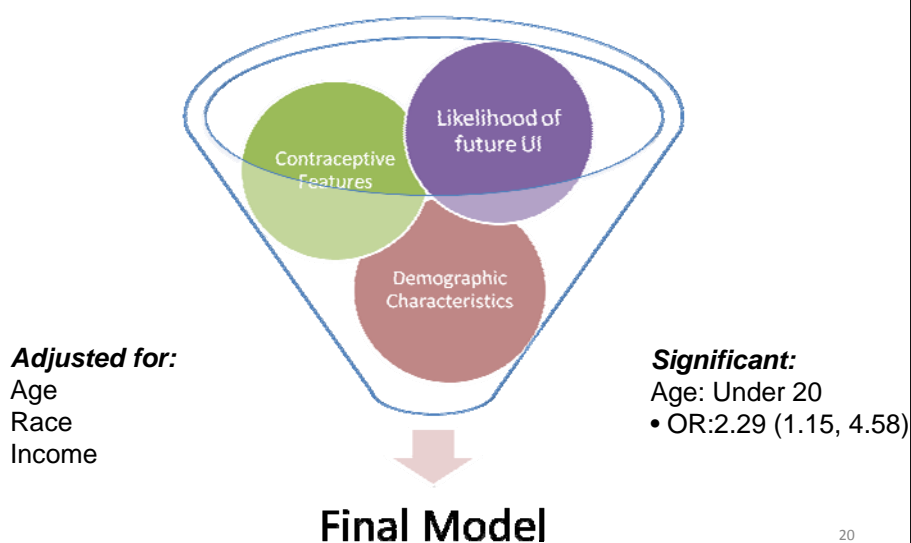 Likelihood of
future UI
Contraceptive
Features
Demographic
Characteristics
Adjusted for:
Age
Race
Income
Significant:
Age: Under 20
• OR:2.29 (1.15, 4.58)
Final Model
20